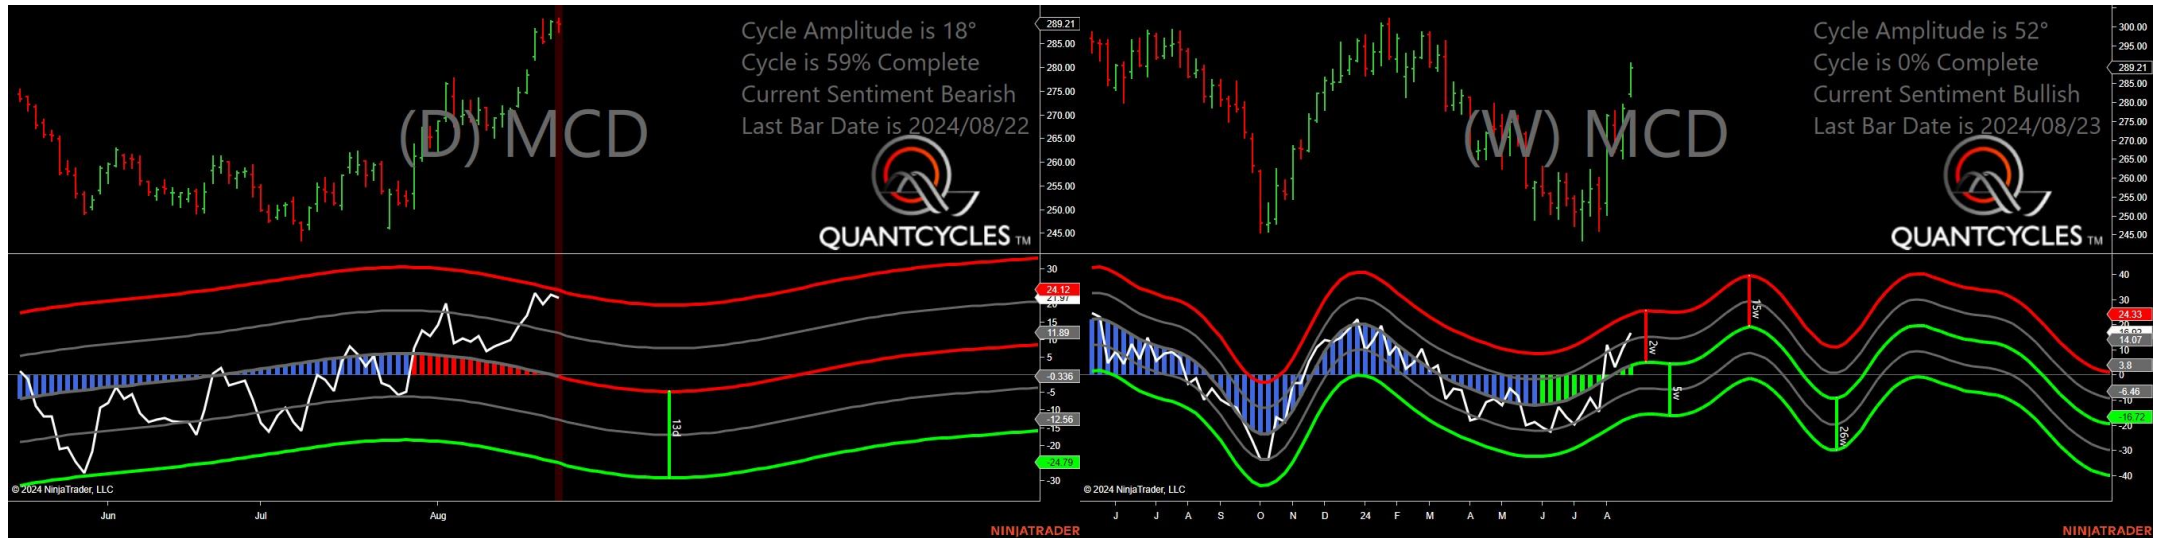 Cycle Amplitude is 18°
Cycle is 59% Complete
Current Sentiment Bearish
Last Bar Date is 2024/08/22
(D) MCD
QUANTCYCLES TM
289.21
285.00
280.00
275.00
270.00
265.00
260.00
255.00
250.00
245.00
30
24.12
21.97
15
11.89
10
5
-0.336
-5
-10
-12.56
-15
-20
-24.79
-30
13d
© 2024 NinjaTrader, LLC
Jun Jul Aug
NINJATRADER
Cycle Amplitude is 52°
Cycle is 0% Complete
Current Sentiment Bullish
Last Bar Date is 2024/08/23
(W) MCD
QUANTCYCLES TM
300.00
295.00
289.21
285.00
280.00
275.00
270.00
265.00
260.00
255.00
250.00
245.00
40
30
24.33
14.07
10
3.8
0
-6.46
-10
-16.72
-20
-30
-40
2w
5w
15w
26w
© 2024 NinjaTrader, LLC
J J A S O N D 24 F M A M J J A
NINJATRADER